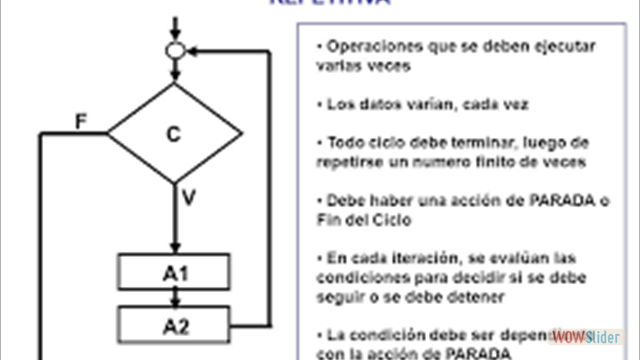 REPETITIVA
F
C
V
A1
A2
• Operaciones que se deben ejecutar
varias veces
• Los datos varían, cada vez
• Todo ciclo debe terminar, luego de
repetirse un numero finito de veces
• Debe haber una acción de PARADA o
Fin del Ciclo
• En cada iteración, se evalúan las
condiciones para decidir si se debe
seguir o se debe detener
• La condición debe ser
con la acción de PARADA
WOWSlider